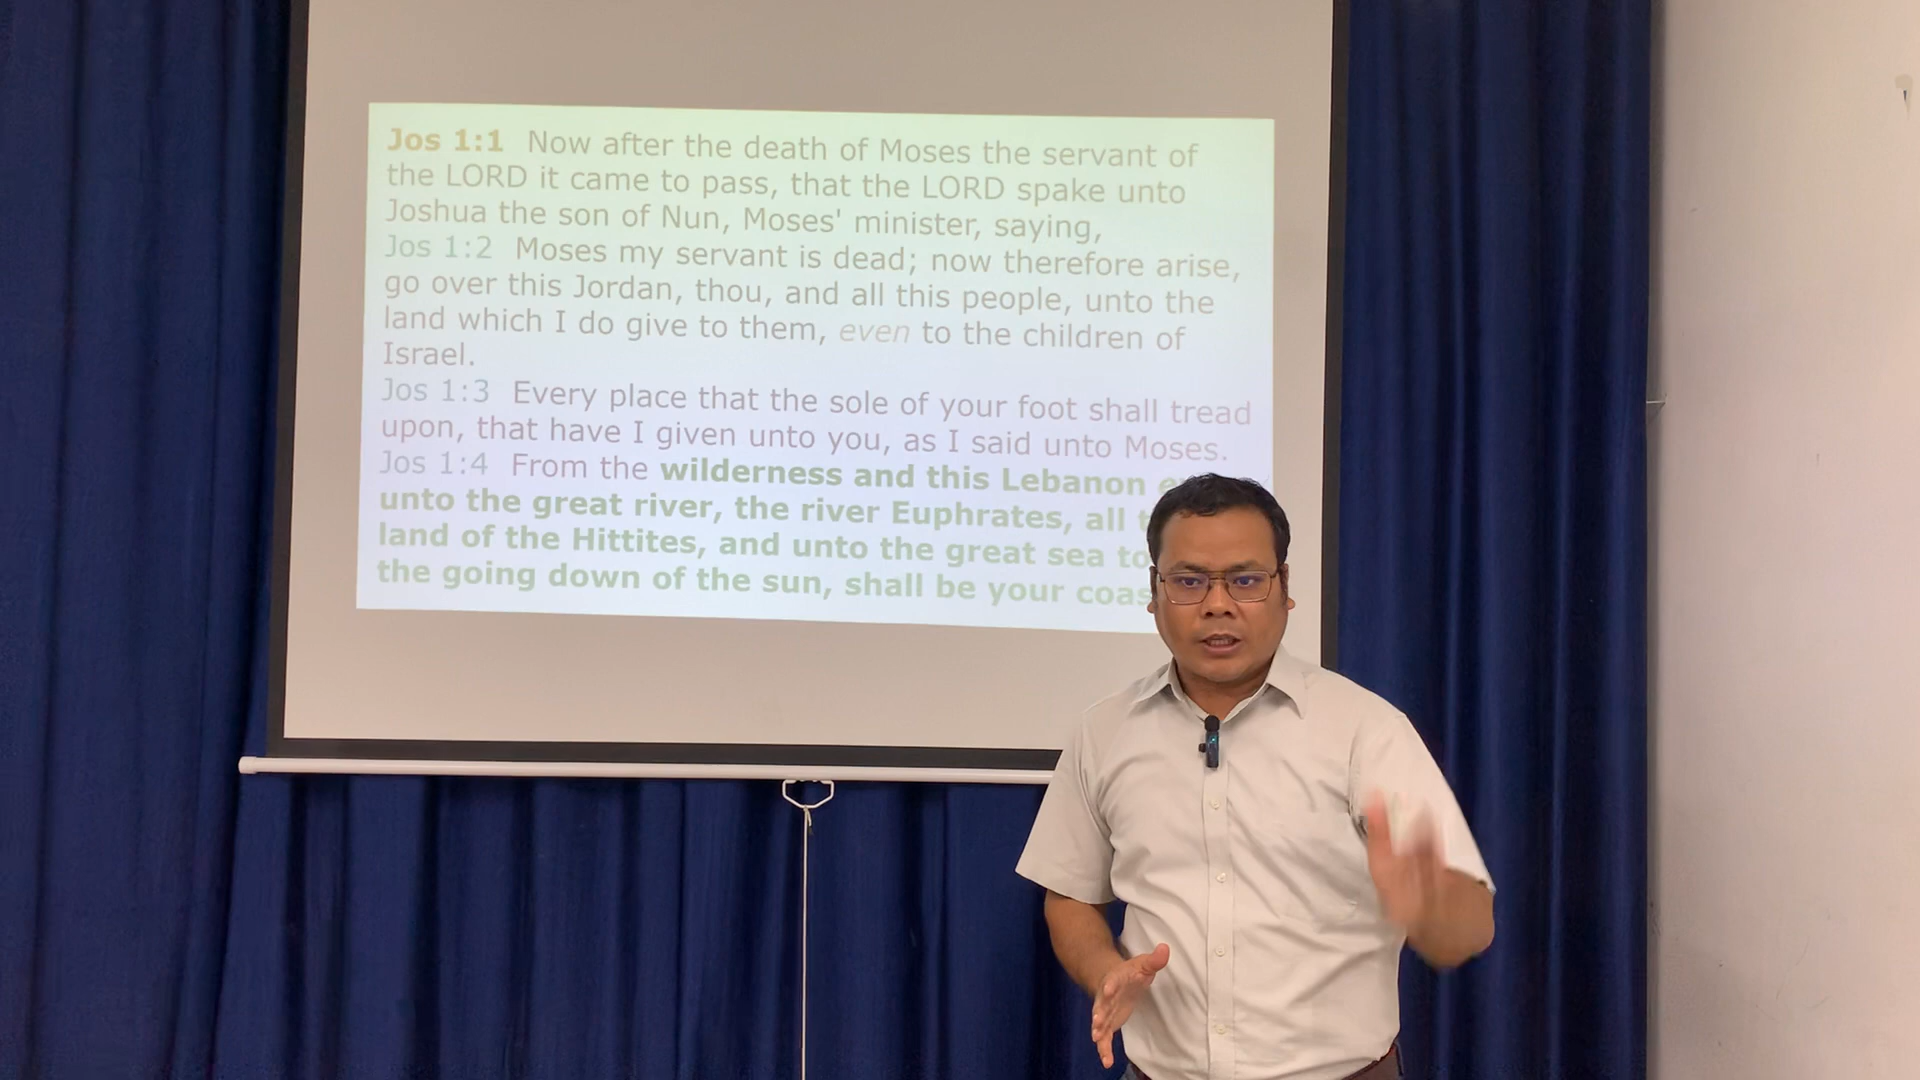 Jos 1:1 Now after the death of Moses the servant of
the LORD it came to pass, that the LORD spake unto
Joshua the son of Nun, Moses' minister, saying,
Jos 1:2 Moses my servant is dead; now therefore arise,
go over this Jordan, thou, and all this people, unto the
land which I do give to them, even to the children of
Israel.
Jos 1:3 Every place that the sole of your foot shall tread
upon, that have I given unto you, as I said unto Moses.
Jos 1:4 From the wilderness and this Lebanon
unto the great river, the river Euphrates, all
land of the Hittites, and unto the great sea
the going down of the sun, shall be your